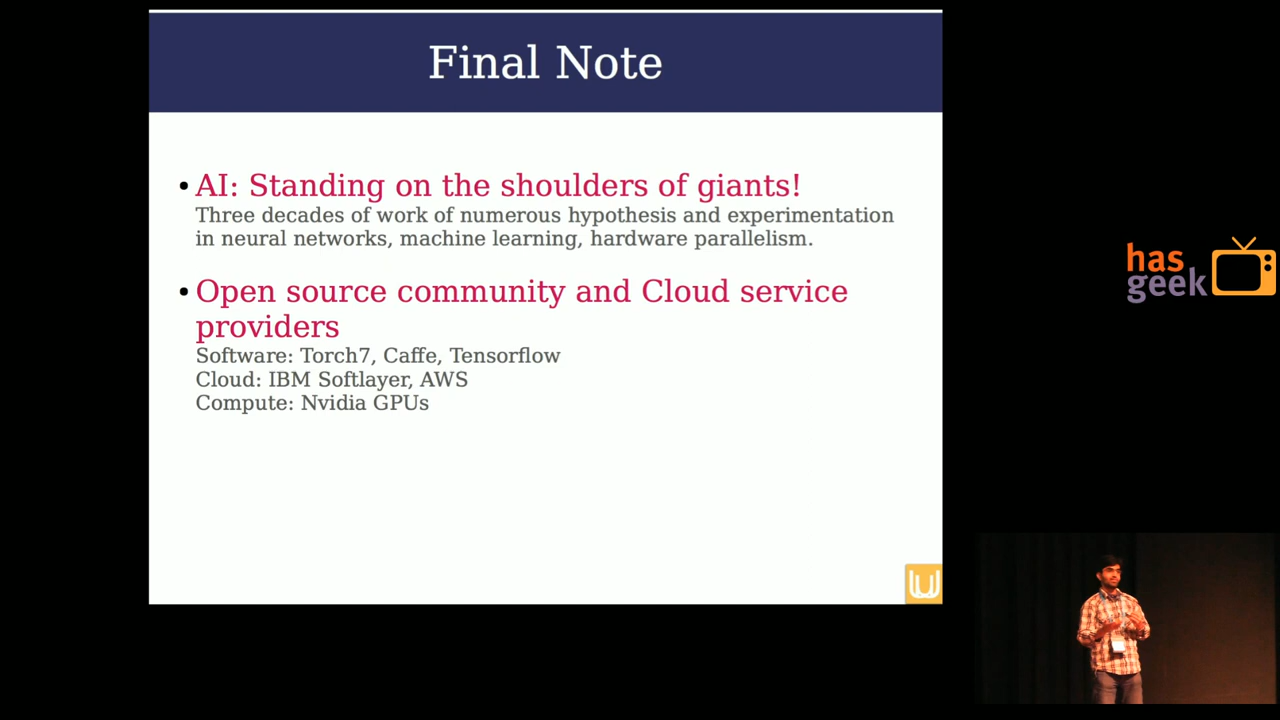 Final Note
• AI: Standing on the shoulders of giants!
Three decades of work of numerous hypothesis and experimentation
in neural networks, machine learning, hardware parallelism.
• Open source community and Cloud service
providers
Software: Torch7, Caffe, Tensorflow
Cloud: IBM Softlayer, AWS
Compute: Nvidia GPUs
has
geek